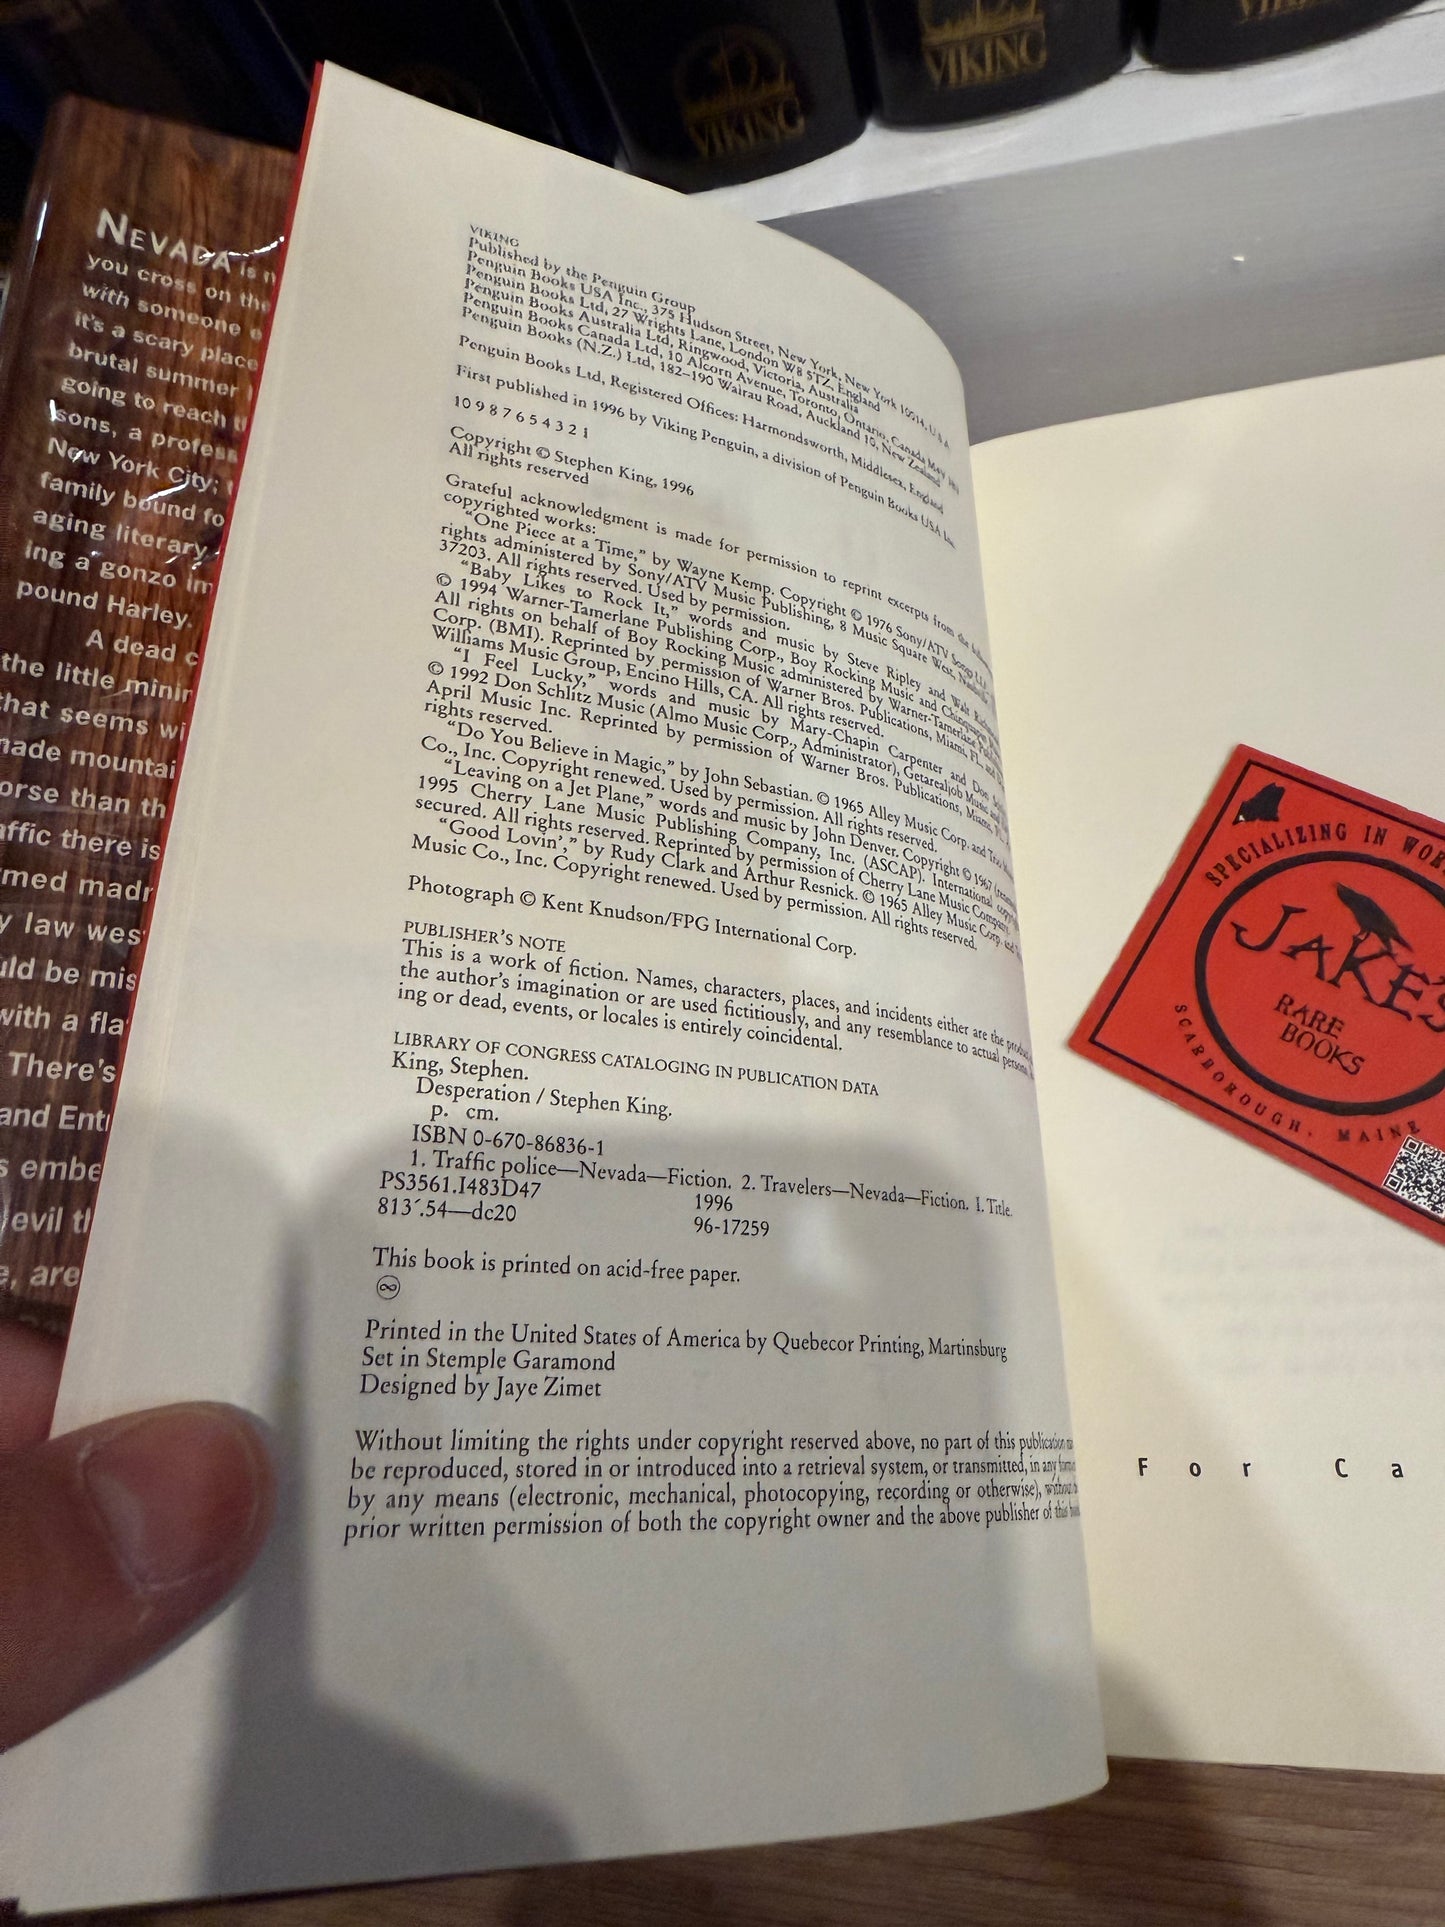 VIKING
VIKING
VIKING
NEVADA is
you cross on the
with someone
it's a scary place
brutal summer
going to reach
sons, a
New York City;
family bound fo
aging literary
ing a gonzo im
pound Harley.
A dead c
the little minin
that seems wi
made mountai
orse than th
affic there is
rmed madr
y law wes
uld be mis
with a fla
There's
and Ent
s embe
evil th
e, are
VIKING
Published by the Penguin Group
Penguin Books USA Inc., 375 Hudson Street, New York, New York 10014, U.S.A.
Penguin Books Ltd, 27 Wrights Lane, London W8 5TZ, England
Penguin Books Australia Ltd, Ringwood, Victoria, Australia
Penguin Books Canada Ltd, 10 Alcorn Avenue, Toronto, Ontario, Canada
Penguin Books (N.Z.) Ltd, 182–190 Wairau Road, Auckland 10, New Zealand
Penguin Books Ltd, Registered Offices: Harmondsworth, Middlesex, England
First published in 1996 by Viking Penguin, a division of Penguin Books USA Inc.
10 9 8 7 6 5 4 3 2 1
Copyright © Stephen King, 1996
All rights reserved
Grateful acknowledgment is made for permission to reprint excerpts from the following
copyrighted works:
"One Piece at a Time," by Wayne Kemp. Copyright © 1976 Sony/ATV Songs LLC.
rights administered by Sony/ATV Music Publishing, 8 Music Square West, Nashville
37203. All rights reserved. Used by permission.
"Baby Likes to Rock It," words and music by Steve Ripley and Walt
© 1994 Warner-Tamerlane Publishing Corp., Boy Rocking Music and
All rights on behalf of Boy Rocking Music administered by Warner-Tamerlane
Corp. (BMI). Reprinted by permission of Warner Bros. Publications, Miami, FL, and
Williams Music Group, Encino Hills, CA. All rights reserved.
"I Feel Lucky," words and music by Mary-Chapin Carpenter and Don
© 1992 Don Schlitz Music (Almo Music Corp., Administrator), Getarealjob Music and
April Music Inc. Reprinted by permission of Warner Bros. Publications, Miami,
rights reserved.
"Do You Believe in Magic," by John Sebastian. © 1965 Alley Music Corp. and Trio
Co., Inc. Copyright renewed. Used by permission. All rights reserved.
"Leaving on a Jet Plane," words and music by John Denver. Copyright © 1967
1995 Cherry Lane Music Publishing Company, Inc. (ASCAP). International
secured. All rights reserved. Reprinted by permission of Cherry Lane Music Company.
"Good Lovin'," by Rudy Clark and Arthur Resnick. © 1965 Alley Music Corp. and
Music Co., Inc. Copyright renewed. Used by permission. All rights reserved.
Photograph © Kent Knudson/FPG International Corp.
PUBLISHER'S NOTE
This is a work of fiction. Names, characters, places, and incidents either are the product
the author's imagination or are used fictitiously, and any resemblance to actual persons,
ing or dead, events, or locales is entirely coincidental.
LIBRARY OF CONGRESS CATALOGING IN PUBLICATION DATA
King, Stephen.
Desperation / Stephen King.
p. cm.
ISBN 0-670-86836-1
1. Traffic police—Nevada—Fiction. 2. Travelers—Nevada—Fiction. I. Title.
PS3561.I483D47 1996
813´.54—dc20 96-17259
This book is printed on acid-free paper.
∞
Printed in the United States of America by Quebecor Printing, Martinsburg
Set in Stemple Garamond
Designed by Jaye Zimet
Without limiting the rights under copyright reserved above, no part of this publication
be reproduced, stored in or introduced into a retrieval system, or transmitted, in any form
by any means (electronic, mechanical, photocopying, recording or otherwise), without
prior written permission of both the copyright owner and the above publisher of this
SPECIALIZING IN WOR
JAKE'S
RARE
BOOKS
SCARBOROUGH, MAINE
For Ca